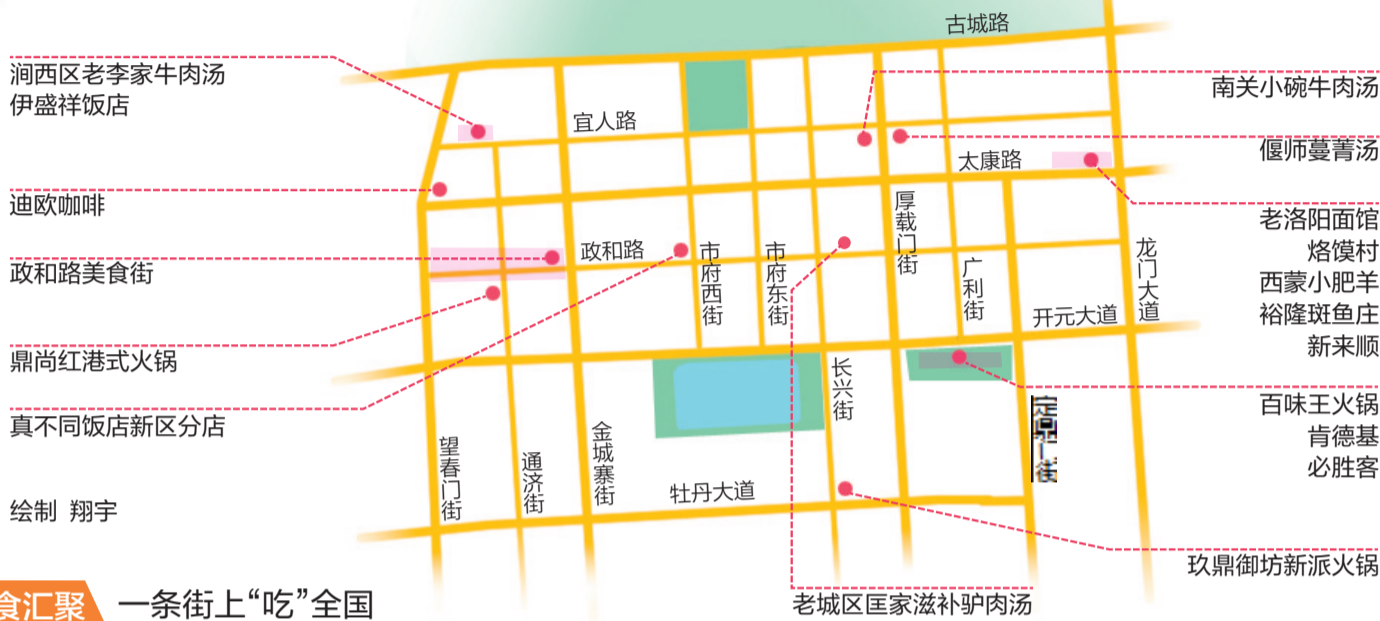 古城路
涧西区老李家牛肉汤
伊盛祥饭店
南关小碗牛肉汤
宜人路
偃师蔓菁汤
太康路
迪欧咖啡
老洛阳面馆
烙馍村
西蒙小肥羊
裕隆斑鱼庄
新来顺
政和路美食街
政和路
市府西街
市府东街
厚载门街
广利街
龙门大道
开元大道
鼎尚红港式火锅
真不同饭店新区分店
长兴街
百味王火锅
肯德基
必胜客
定鼎门街
望春门街
通济街
金城寨街
牡丹大道
绘制 翔宇
玖鼎御坊新派火锅
老城区匡家滋补驴肉汤
食汇聚 一条街上“吃”全国